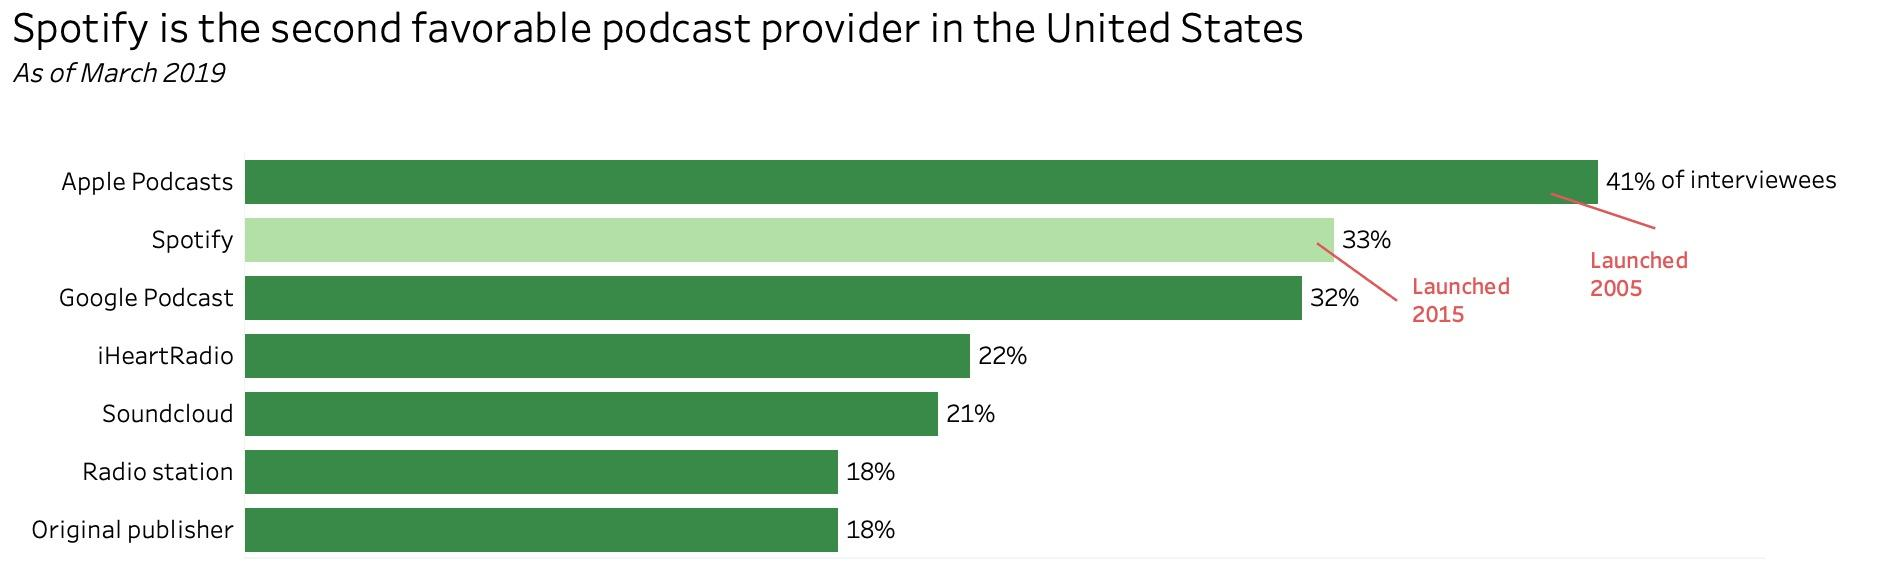 Spotify is the second favorable podcast provider in the United States
As of March 2019
Apple Podcasts 41% of interviewees
Spotify 33%
Launched
2005
Google Podcast 32%
Launched
2015
iHeartRadio 22%
Soundcloud 21%
Radio station 18%
Original publisher 18%